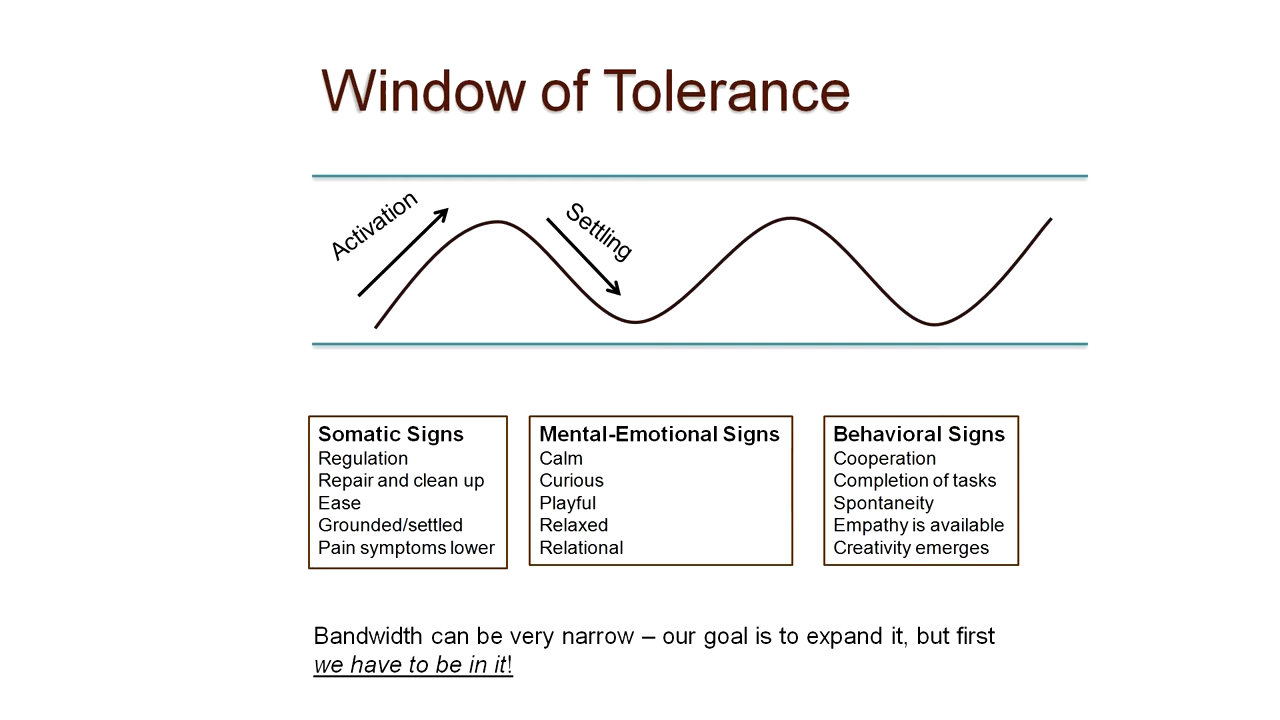 Window of Tolerance
Activation
Settling
Somatic Signs
Regulation
Repair and clean up
Ease
Grounded/settled
Pain symptoms lower
Mental-Emotional Signs
Calm
Curious
Playful
Relaxed
Relational
Behavioral Signs
Cooperation
Completion of tasks
Spontaneity
Empathy is available
Creativity emerges
Bandwidth can be very narrow – our goal is to expand it, but first
we have to be in it!